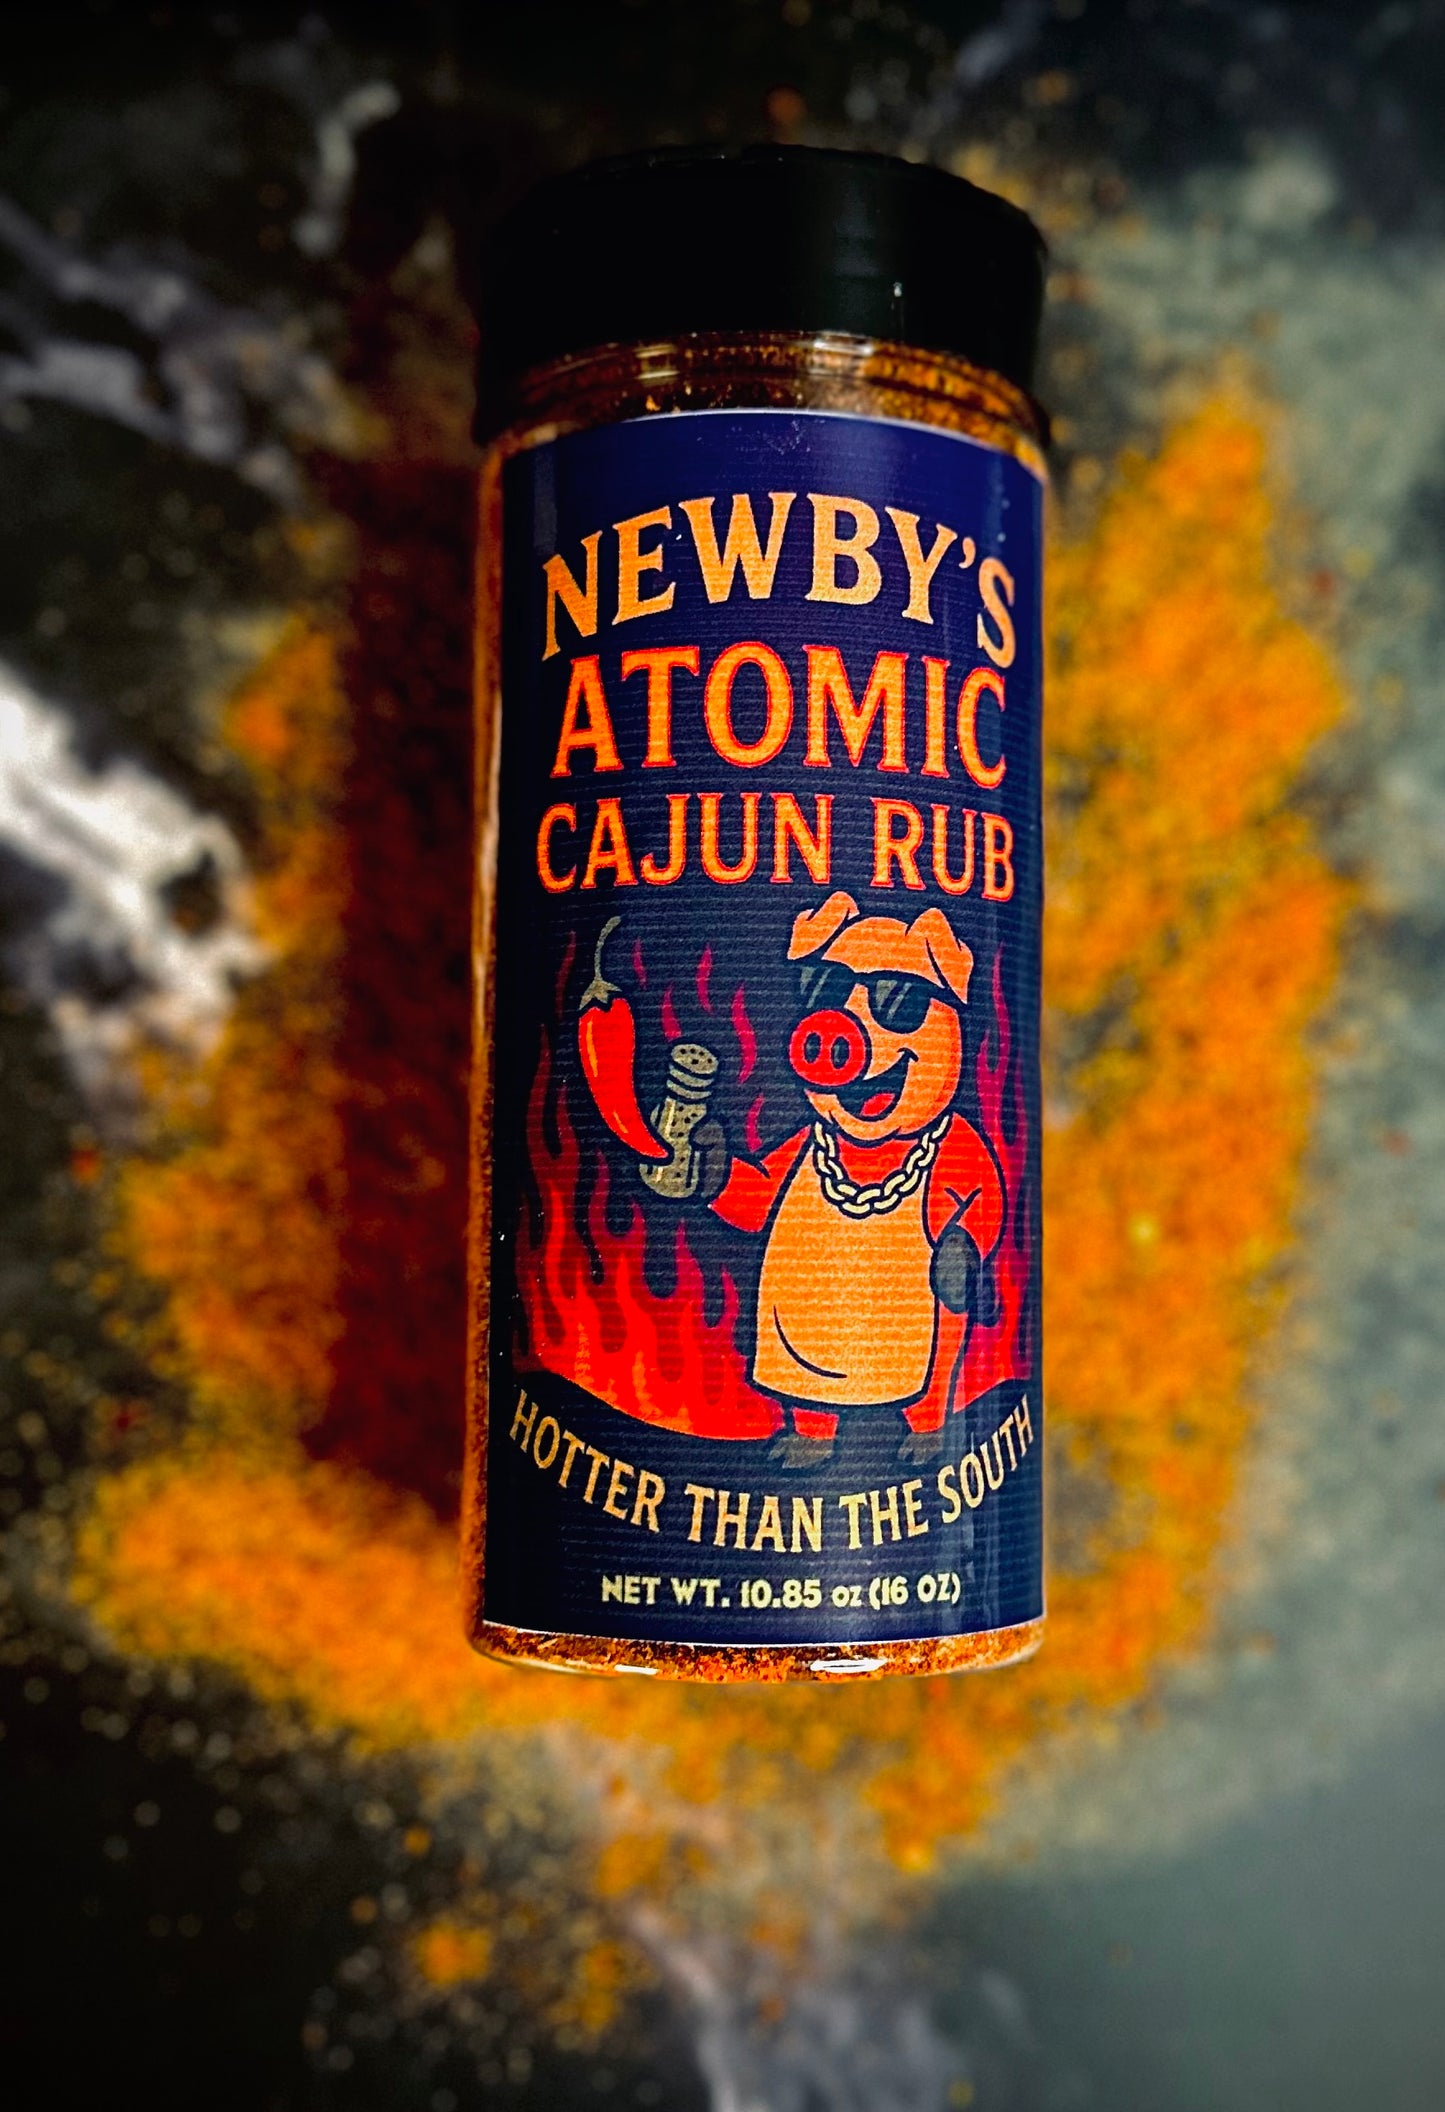 NEWBY'S
ATOMIC
CAJUN RUB
HOTTER THAN THE SOUTH
NET WT. 10.85 oz (16 OZ)